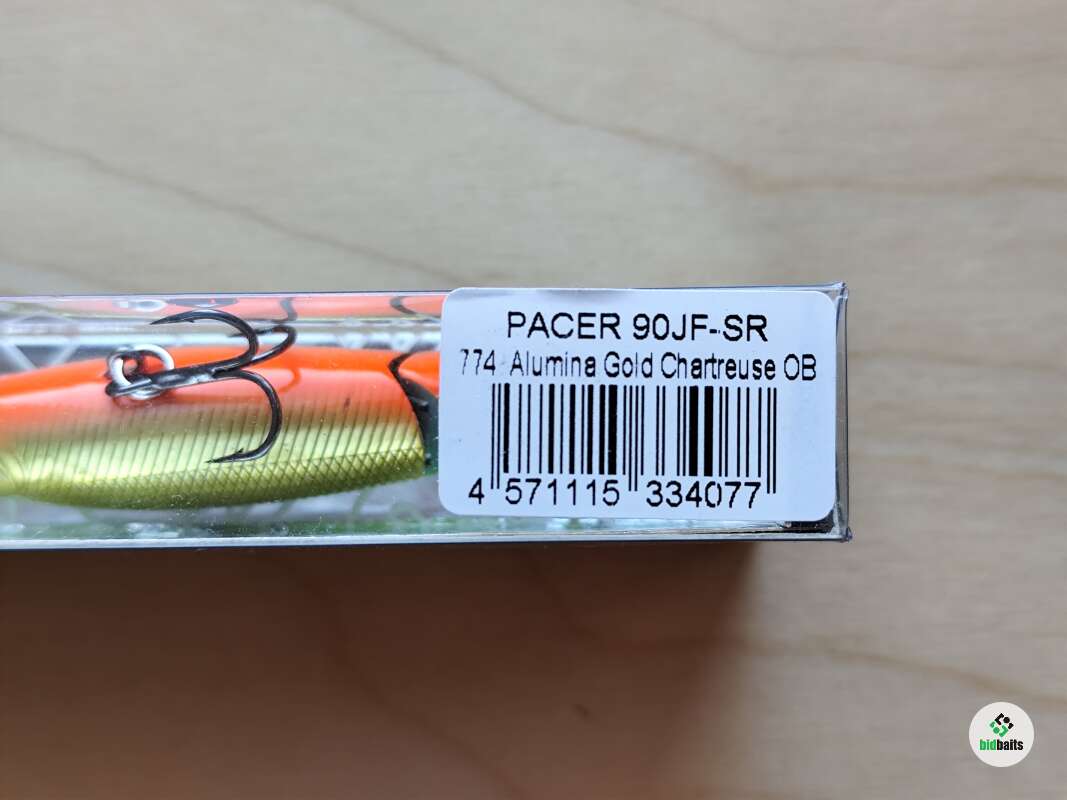 PACER 90JF-SR
774 Alumina Gold Chartreuse OB
4 571115 334077
bidbaits